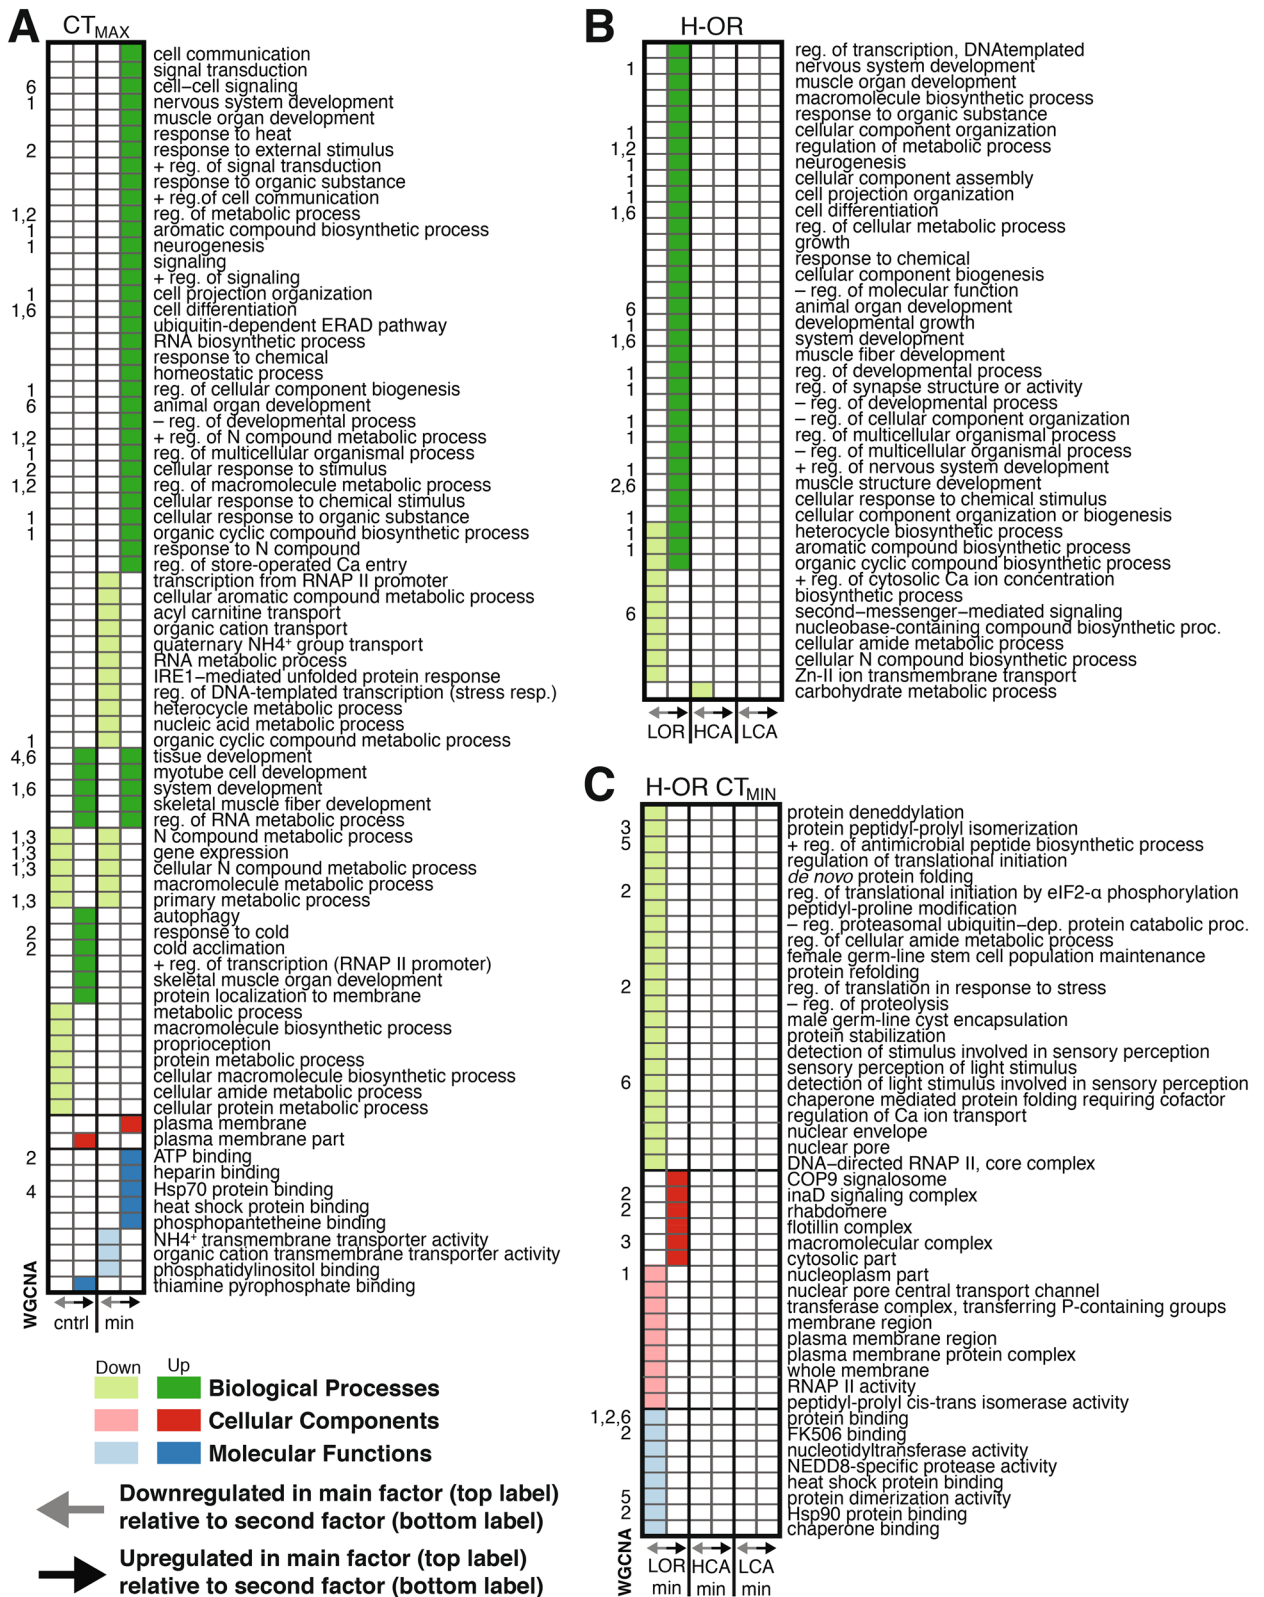 A
CTMAX
cell communication
signal transduction
6 cell–cell signaling
1 nervous system development
muscle organ development
response to heat
2 response to external stimulus
+ reg. of signal transduction
response to organic substance
+ reg.of cell communication
1,2 reg. of metabolic process
1 aromatic compound biosynthetic process
1 neurogenesis
signaling
+ reg. of signaling
1 cell projection organization
1,6 cell differentiation
ubiquitin-dependent ERAD pathway
RNA biosynthetic process
response to chemical
homeostatic process
1 reg. of cellular component biogenesis
6 animal organ development
– reg. of developmental process
1,2 + reg. of N compound metabolic process
1 reg. of multicellular organismal process
2 cellular response to stimulus
1,2 reg. of macromolecule metabolic process
cellular response to chemical stimulus
1 cellular response to organic substance
1 organic cyclic compound biosynthetic process
response to N compound
reg. of store-operated Ca entry
transcription from RNAP II promoter
cellular aromatic compound metabolic process
acyl carnitine transport
organic cation transport
quaternary NH4+ group transport
RNA metabolic process
IRE1–mediated unfolded protein response
reg. of DNA-templated transcription (stress resp.)
heterocycle metabolic process
nucleic acid metabolic process
1 organic cyclic compound metabolic process
4,6 tissue development
myotube cell development
1,6 system development
skeletal muscle fiber development
reg. of RNA metabolic process
1,3 N compound metabolic process
1,3 gene expression
1,3 cellular N compound metabolic process
macromolecule metabolic process
1,3 primary metabolic process
autophagy
2 response to cold
2 cold acclimation
+ reg. of transcription (RNAP II promoter)
skeletal muscle organ development
protein localization to membrane
metabolic process
macromolecule biosynthetic process
proprioception
protein metabolic process
cellular macromolecule biosynthetic process
cellular amide metabolic process
cellular protein metabolic process
plasma membrane
plasma membrane part
2 ATP binding
heparin binding
4 Hsp70 protein binding
heat shock protein binding
phosphopantetheine binding
NH4+ transmembrane transporter activity
organic cation transmembrane transporter activity
phosphatidylinositol binding
thiamine pyrophosphate binding
WGCNA
cntrl min
Down Up
Biological Processes
Cellular Components
Molecular Functions
Downregulated in main factor (top label)
relative to second factor (bottom label)
Upregulated in main factor (top label)
relative to second factor (bottom label)
B
H-OR
reg. of transcription, DNAtemplated
1 nervous system development
muscle organ development
macromolecule biosynthetic process
response to organic substance
1 cellular component organization
1,2 regulation of metabolic process
1 neurogenesis
1 cellular component assembly
1 cell projection organization
1,6 cell differentiation
reg. of cellular metabolic process
growth
response to chemical
cellular component biogenesis
– reg. of molecular function
6 animal organ development
1 developmental growth
1,6 system development
muscle fiber development
1 reg. of developmental process
1 reg. of synapse structure or activity
– reg. of developmental process
1 – reg. of cellular component organization
1 reg. of multicellular organismal process
– reg. of multicellular organismal process
1 + reg. of nervous system development
2,6 muscle structure development
cellular response to chemical stimulus
1 cellular component organization or biogenesis
1 heterocycle biosynthetic process
1 aromatic compound biosynthetic process
organic cyclic compound biosynthetic process
+ reg. of cytosolic Ca ion concentration
biosynthetic process
6 second–messenger–mediated signaling
nucleobase-containing compound biosynthetic proc.
cellular amide metabolic process
cellular N compound biosynthetic process
Zn-II ion transmembrane transport
carbohydrate metabolic process
LOR HCA LCA
C
H-OR CTMIN
protein deneddylation
3 protein peptidyl-prolyl isomerization
5 + reg. of antimicrobial peptide biosynthetic process
regulation of translational initiation
de novo protein folding
2 reg. of translational initiation by eIF2-α phosphorylation
peptidyl-proline modification
– reg. proteasomal ubiquitin–dep. protein catabolic proc.
reg. of cellular amide metabolic process
female germ-line stem cell population maintenance
protein refolding
2 reg. of translation in response to stress
– reg. of proteolysis
male germ-line cyst encapsulation
protein stabilization
detection of stimulus involved in sensory perception
sensory perception of light stimulus
6 detection of light stimulus involved in sensory perception
chaperone mediated protein folding requiring cofactor
regulation of Ca ion transport
nuclear envelope
nuclear pore
DNA–directed RNAP II, core complex
COP9 signalosome
2 inaD signaling complex
2 rhabdomere
flotillin complex
3 macromolecular complex
cytosolic part
1 nucleoplasm part
nuclear pore central transport channel
transferase complex, transferring P-containing groups
membrane region
plasma membrane region
plasma membrane protein complex
whole membrane
RNAP II activity
peptidyl-prolyl cis-trans isomerase activity
1,2,6 protein binding
2 FK506 binding
nucleotidyltransferase activity
NEDD8-specific protease activity
heat shock protein binding
5 protein dimerization activity
2 Hsp90 protein binding
chaperone binding
WGCNA
LOR HCA LCA
min min min